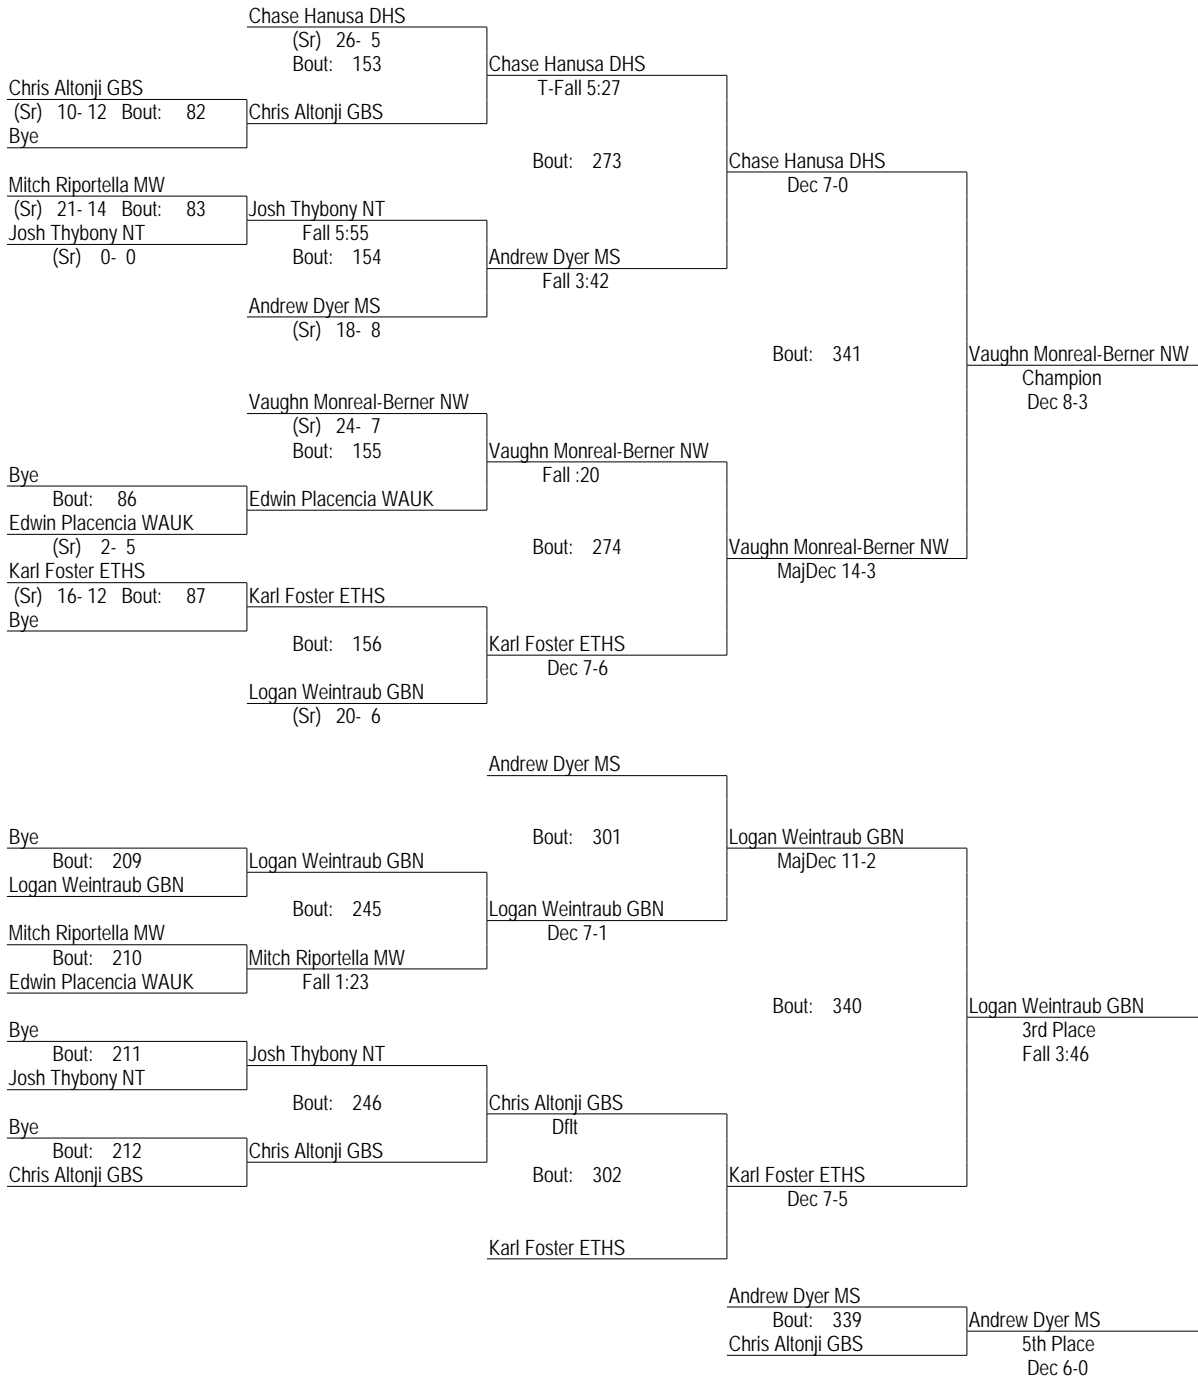 Chase Hanusa DHS
(Sr) 26- 5
Bout: 153
Chase Hanusa DHS
T-Fall 5:27
Chris Altonji GBS
(Sr) 10- 12 Bout: 82
Chris Altonji GBS
Bye
Bout: 273
Chase Hanusa DHS
Dec 7-0
Mitch Riportella MW
(Sr) 21- 14 Bout: 83
Josh Thybony NT
Josh Thybony NT
Fall 5:55
(Sr) 0- 0
Bout: 154
Andrew Dyer MS
Fall 3:42
Andrew Dyer MS
(Sr) 18- 8
Bout: 341
Vaughn Monreal-Berner NW
Champion
Dec 8-3
Vaughn Monreal-Berner NW
(Sr) 24- 7
Bout: 155
Vaughn Monreal-Berner NW
Fall :20
Bye
Bout: 86
Edwin Placencia WAUK
Edwin Placencia WAUK
(Sr) 2- 5
Bout: 274
Vaughn Monreal-Berner NW
MajDec 14-3
Karl Foster ETHS
(Sr) 16- 12 Bout: 87
Karl Foster ETHS
Bye
Bout: 156
Karl Foster ETHS
Dec 7-6
Logan Weintraub GBN
(Sr) 20- 6
Andrew Dyer MS
Bout: 301
Logan Weintraub GBN
MajDec 11-2
Bye
Bout: 209
Logan Weintraub GBN
Logan Weintraub GBN
Bout: 245
Logan Weintraub GBN
Dec 7-1
Mitch Riportella MW
Bout: 210
Mitch Riportella MW
Edwin Placencia WAUK
Fall 1:23
Bout: 340
Logan Weintraub GBN
3rd Place
Fall 3:46
Bye
Bout: 211
Josh Thybony NT
Josh Thybony NT
Bout: 246
Chris Altonji GBS
Dflt
Bye
Bout: 212
Chris Altonji GBS
Chris Altonji GBS
Bout: 302
Karl Foster ETHS
Dec 7-5
Karl Foster ETHS
Andrew Dyer MS
Bout: 339
Andrew Dyer MS
Chris Altonji GBS
5th Place
Dec 6-0